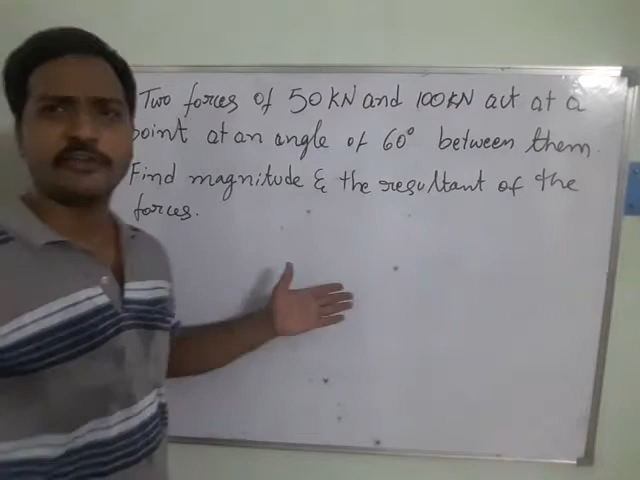 Two forces of 50 kN and 100 kN act at a
point at an angle of 60° between them.
Find magnitude & the resultant of the
forces.